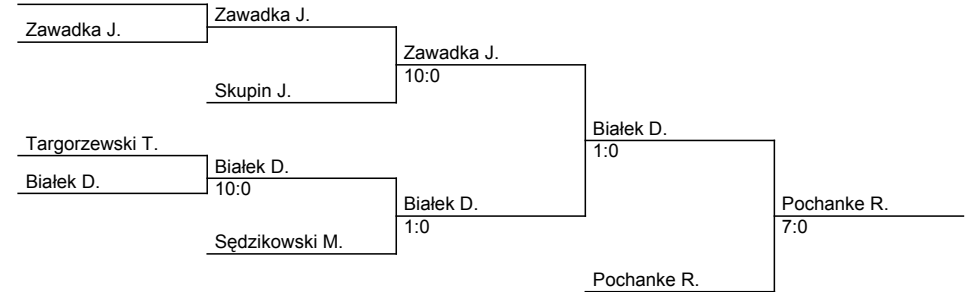 Zawadka J.
Zawadka J.
Zawadka J.
10:0
Skupin J.
Białek D.
1:0
Targorzewski T.
Białek D.
10:0
Białek D.
Białek D.
1:0
Pochanke R.
7:0
Sędzikowski M.
Pochanke R.